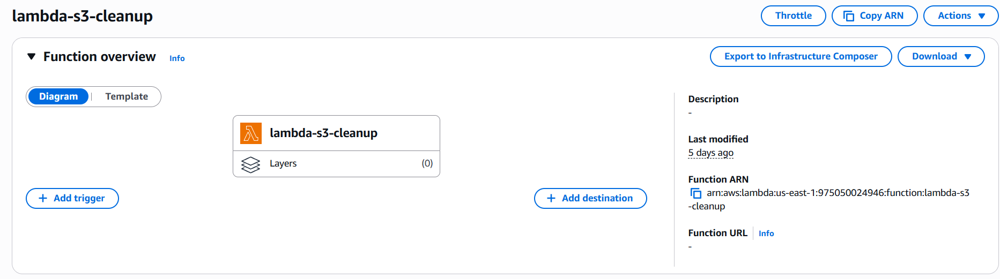 lambda-s3-cleanup
Throttle
Copy ARN
Actions
Function overview
Info
Export to Infrastructure Composer
Download
Diagram
Template
lambda-s3-cleanup
Layers
(0)
Add trigger
Add destination
Description
-
Last modified
5 days ago
Function ARN
arn:aws:lambda:us-east-1:975050024946:function:lambda-s3
-cleanup
Function URL
Info
-